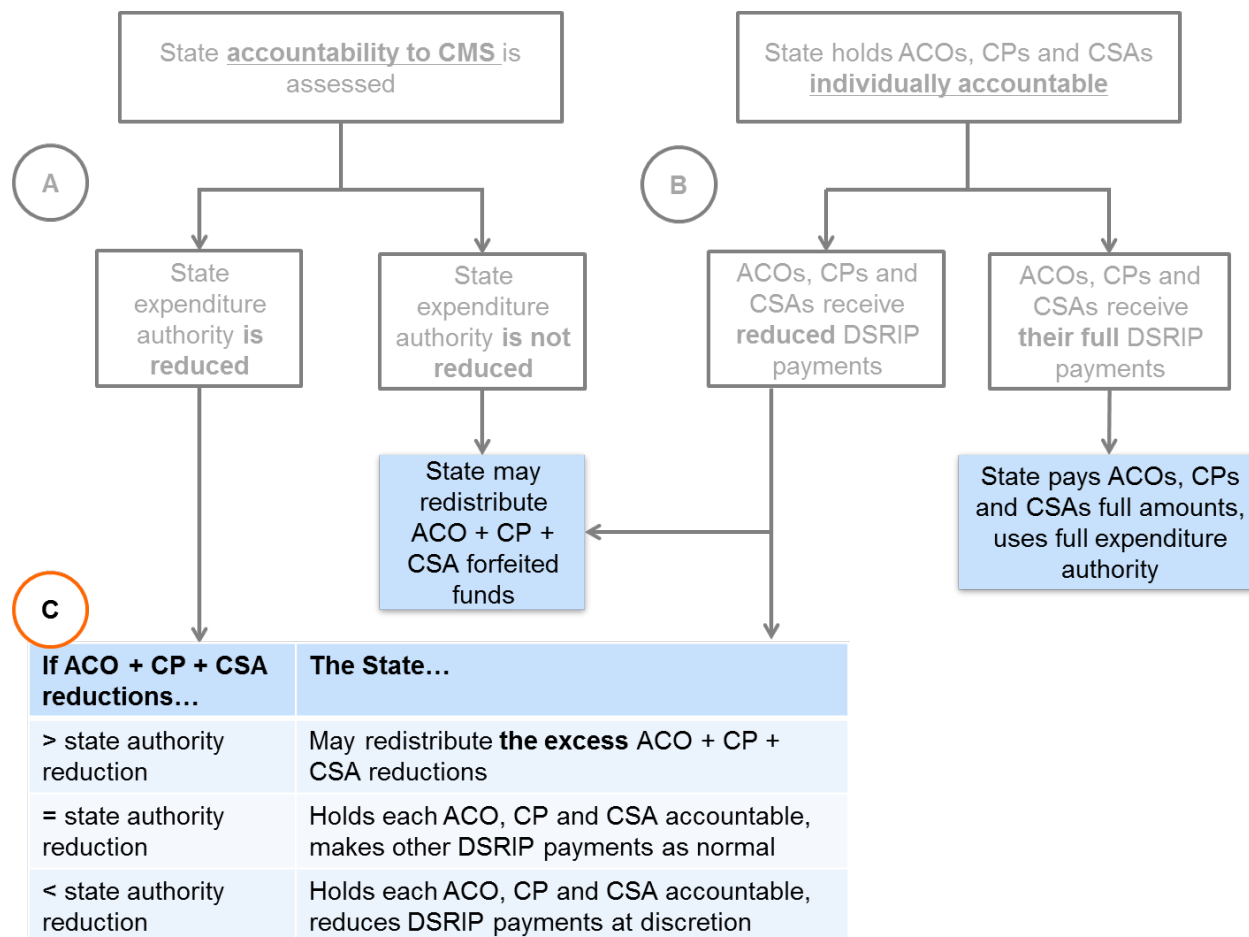 State accountability to CMS is
assessed
State holds ACOs, CPs and CSAs
individually accountable
A
B
State
expenditure
authority is
reduced
State
expenditure
authority is not
reduced
ACOs, CPs and
CSAs receive
reduced DSRIP
payments
ACOs, CPs and
CSAs receive
their full DSRIP
payments
State may
redistribute
ACO + CP +
CSA forfeited
funds
State pays ACOs, CPs
and CSAs full amounts,
uses full expenditure
authority
C
If ACO + CP + CSA
reductions…
The State…
> state authority
reduction
May redistribute the excess ACO + CP +
CSA reductions
= state authority
reduction
Holds each ACO, CP and CSA accountable,
makes other DSRIP payments as normal
< state authority
reduction
Holds each ACO, CP and CSA accountable,
reduces DSRIP payments at discretion